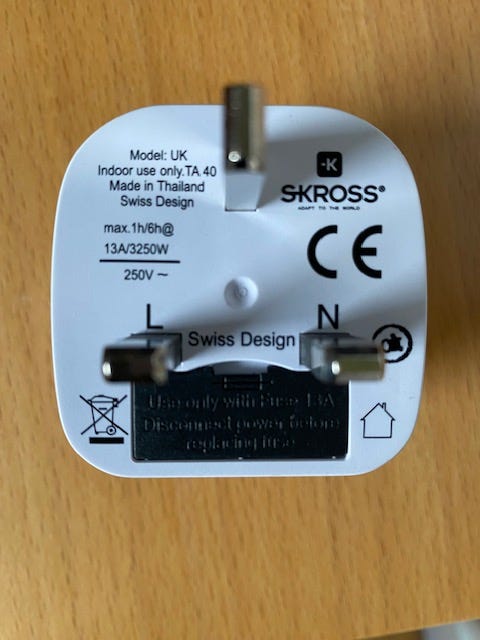 Model: UK
Indoor use only.TA.40
Made in Thailand
Swiss Design
max.1h/6h@
13A/3250W
250V ~
K
SKROSS®
ADAPT TO THE WORLD
CE
L
N
Swiss Design
Use only with Fuse 13A
Disconnect power before
replacing fuse